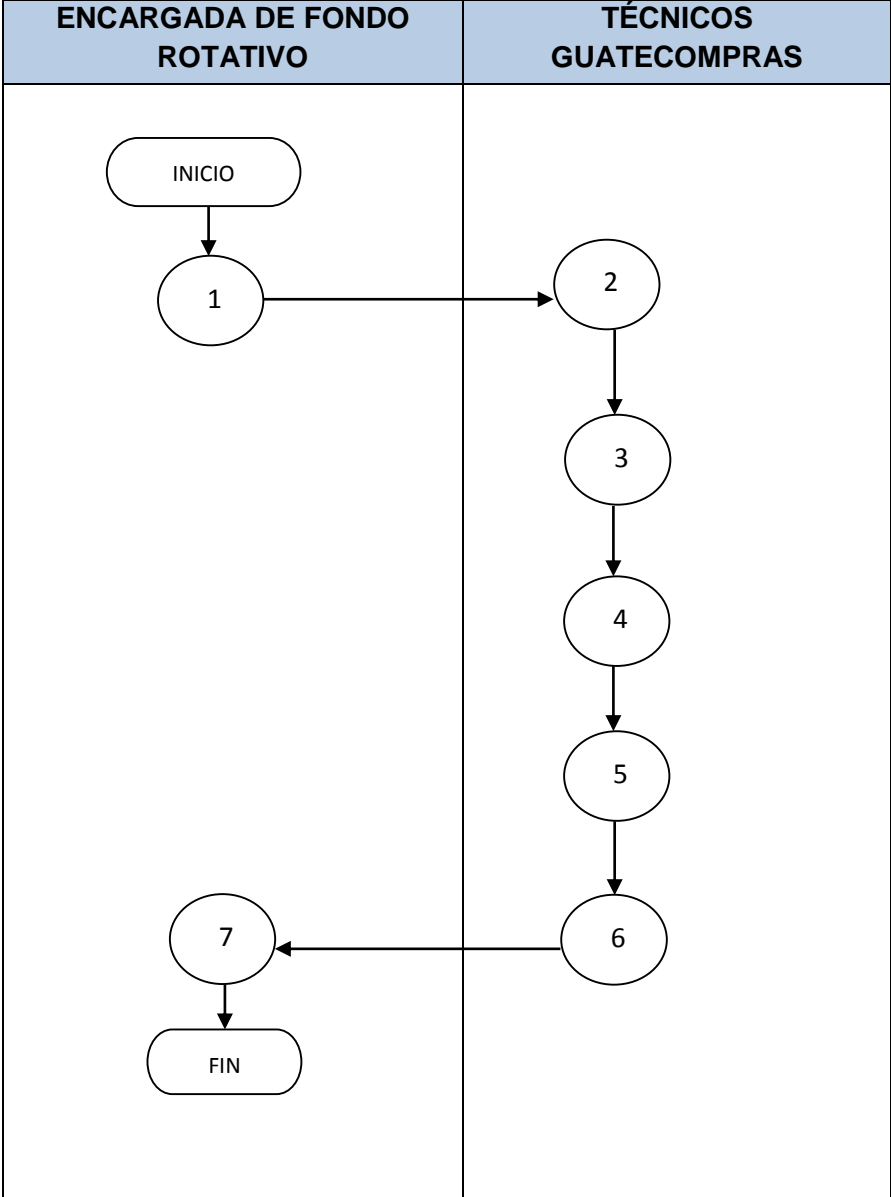 ENCARGADA DE FONDO
ROTATIVO
TÉCNICOS
GUATECOMPRAS
INICIO
1
2
3
4
5
6
7
FIN